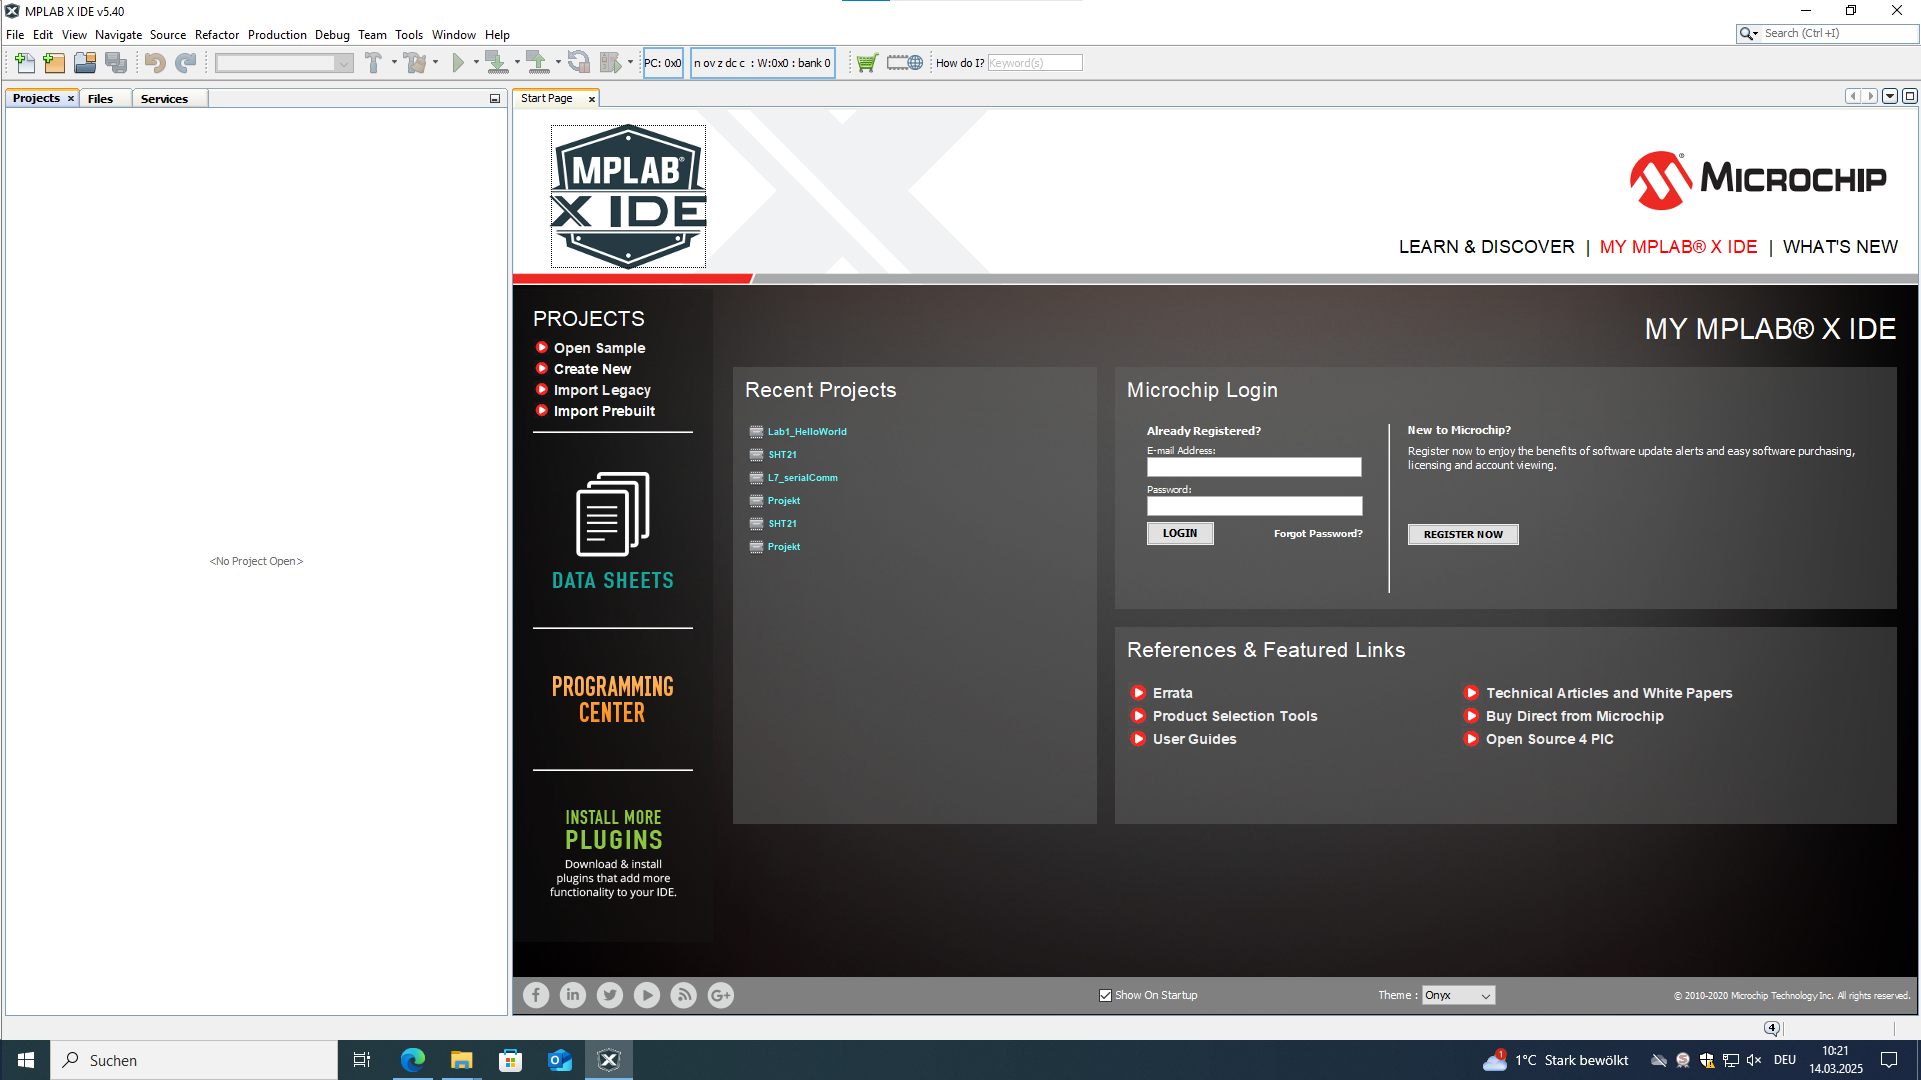 MPLAB X IDE v5.40
File Edit View Navigate Source Refactor Production Debug Team Tools Window Help
Search (Ctrl+I)
PC: 0x0
n ov z dc c : W:0x0 : bank 0
How do I?
Keyword(s)
Projects
Files
Services
Start Page
<No Project Open>
MPLAB®
X IDE
MICROCHIP
LEARN & DISCOVER | MY MPLAB® X IDE | WHAT'S NEW
PROJECTS
Open Sample
Create New
Import Legacy
Import Prebuilt
DATA SHEETS
PROGRAMMING
CENTER
INSTALL MORE
PLUGINS
Download & install
plugins that add more
functionality to your IDE.
MY MPLAB® X IDE
Recent Projects
Lab1_HelloWorld
SHT21
L7_serialComm
Projekt
SHT21
Projekt
Microchip Login
Already Registered?
E-mail Address:
Password:
LOGIN
Forgot Password?
New to Microchip?
Register now to enjoy the benefits of software update alerts and easy software purchasing,
licensing and account viewing.
REGISTER NOW
References & Featured Links
Errata
Product Selection Tools
User Guides
Technical Articles and White Papers
Buy Direct from Microchip
Open Source 4 PIC
Show On Startup
Theme : Onyx
© 2010-2020 Microchip Technology Inc. All rights reserved.
4
Suchen
1
1°C Stark bewölkt
DEU
10:21
14.03.2025